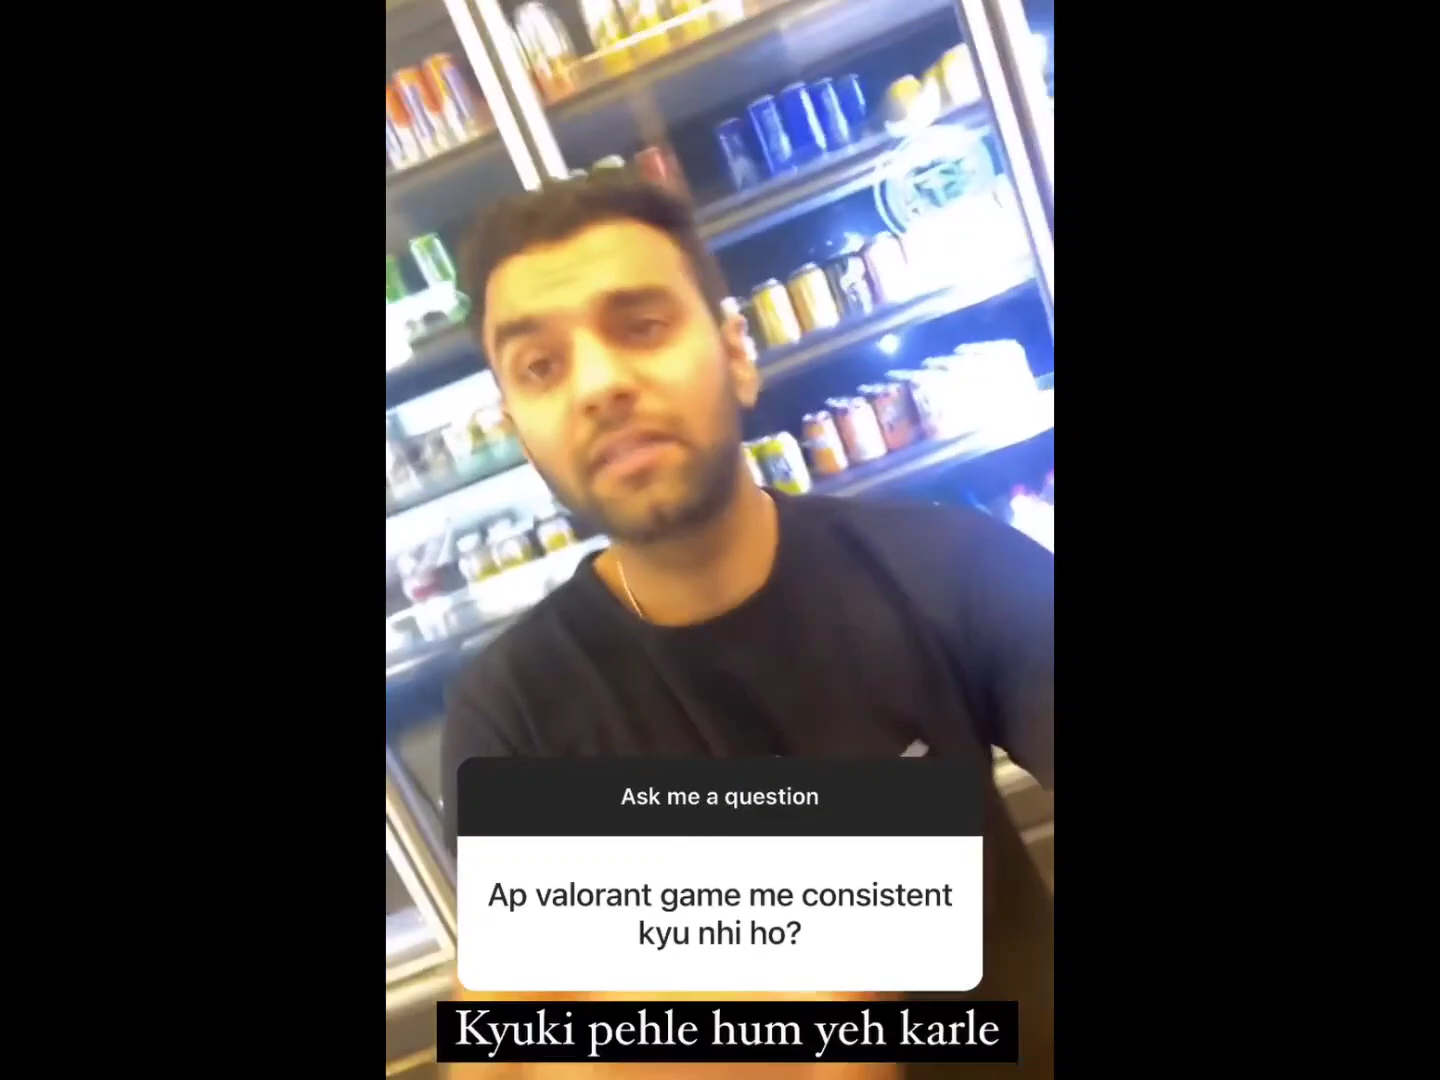 Ask me a question
Ap valorant game me consistent
kyu nhi ho?
Kyuki pehle hum yeh karle